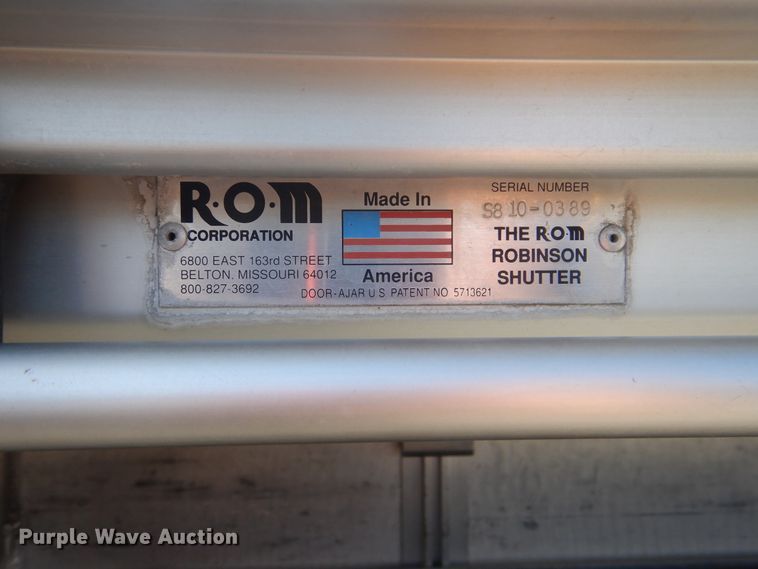 R·O·M
CORPORATION
6800 EAST 163rd STREET
BELTON, MISSOURI 64012
800-827-3692
Made In
America
DOOR-AJAR U S PATENT NO 5713621
SERIAL NUMBER
S8 10-0389
THE R·O·M
ROBINSON
SHUTTER
Purple Wave Auction